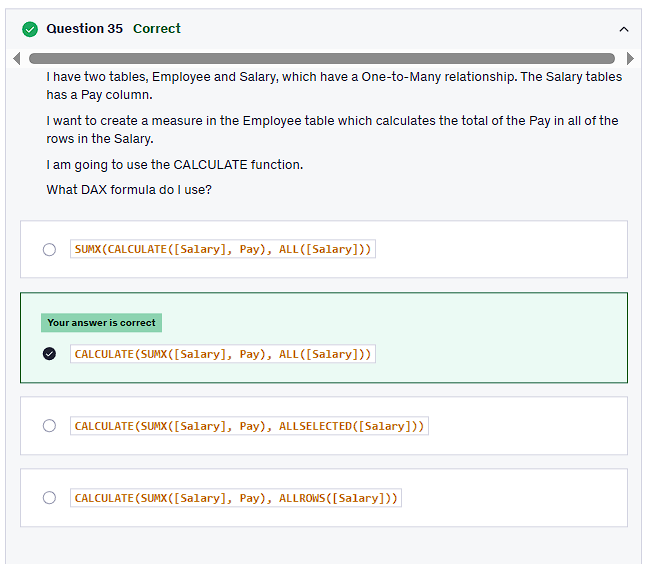 Question 35 Correct
I have two tables, Employee and Salary, which have a One-to-Many relationship. The Salary tables
has a Pay column.
I want to create a measure in the Employee table which calculates the total of the Pay in all of the
rows in the Salary.
I am going to use the CALCULATE function.
What DAX formula do I use?
SUMX(CALCULATE([Salary], Pay), ALL([Salary]))
Your answer is correct
CALCULATE(SUMX([Salary], Pay), ALL([Salary]))
CALCULATE(SUMX([Salary], Pay), ALLSELECTED([Salary]))
CALCULATE(SUMX([Salary], Pay), ALLROWS([Salary]))